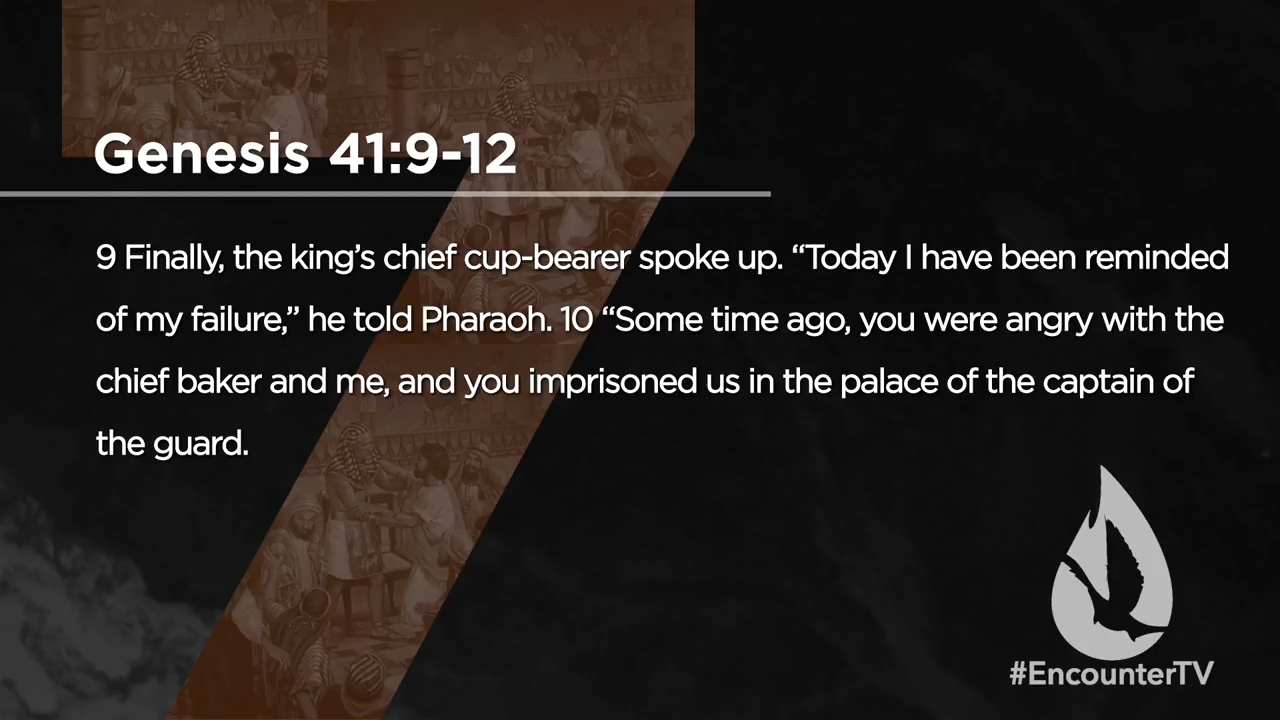 Genesis 41:9-12
9 Finally, the king’s chief cup-bearer spoke up. “Today I have been reminded
of my failure,” he told Pharaoh. 10 “Some time ago, you were angry with the
chief baker and me, and you imprisoned us in the palace of the captain of
the guard.
#EncounterTV